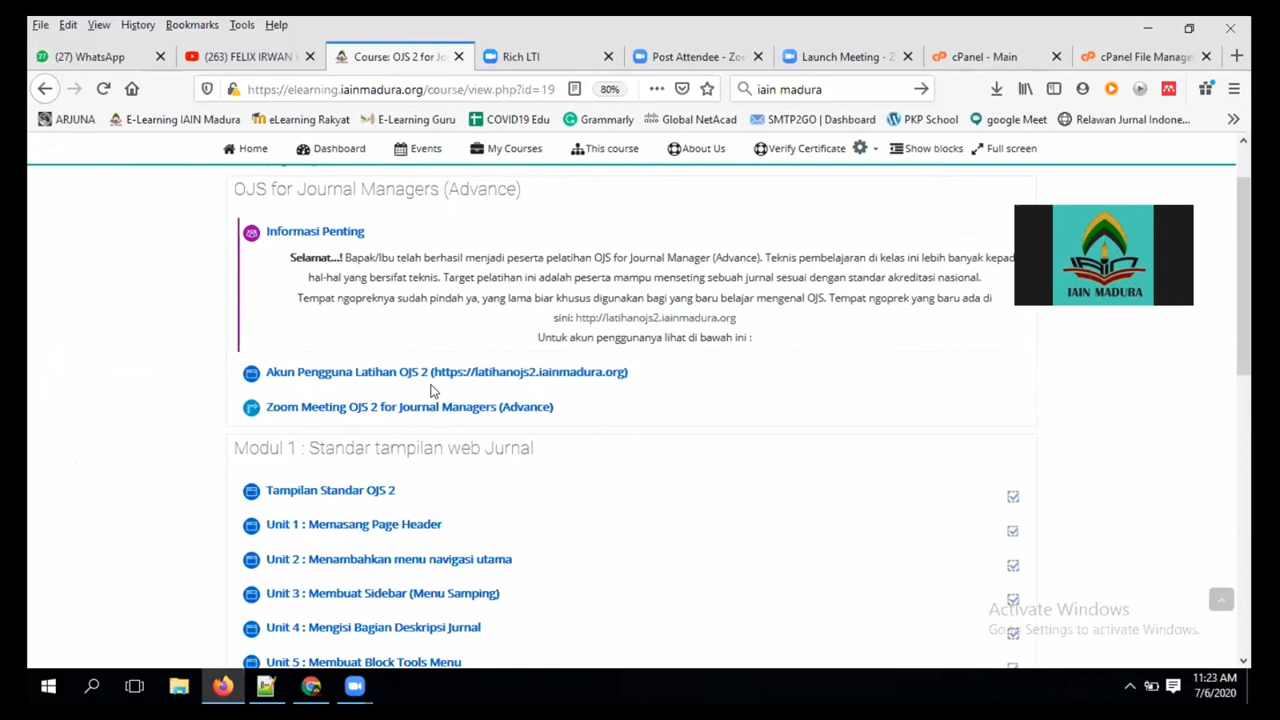 File Edit View History Bookmarks Tools Help
(27) WhatsApp
(263) FELIX IRWAN
Course: OJS 2 for Jo
Rich LTI
Post Attendee - Zoo
Launch Meeting - Z
cPanel - Main
cPanel File Manage
https://elearning.iainmadura.org/course/view.php?id=19
80%
iain madura
ARJUNA E-Learning IAIN Madura eLearning Rakyat E-Learning Guru COVID19 Edu Grammarly Global NetAcad SMTP2GO | Dashboard PKP School google Meet Relawan Jurnal Indone...
Home Dashboard Events My Courses This course About Us Verify Certificate Show blocks Full screen
OJS for Journal Managers (Advance)
Informasi Penting
Selamat...! Bapak/Ibu telah berhasil menjadi peserta pelatihan OJS for Journal Manager (Advance). Teknis pembelajaran di kelas ini lebih banyak kepad
hal-hal yang bersifat teknis. Target pelatihan ini adalah peserta mampu menseting sebuah jurnal sesuai dengan standar akreditasi nasional.
Tempat ngopreknya sudah pindah ya, yang lama biar khusus digunakan bagi yang baru belajar mengenal OJS. Tempat ngoprek yang baru ada di
sini: http://latihanojs2.iainmadura.org
Untuk akun penggunanya lihat di bawah ini :
IAIN MADURA
Akun Pengguna Latihan OJS 2 (https://latihanojs2.iainmadura.org)
Zoom Meeting OJS 2 for Journal Managers (Advance)
Modul 1 : Standar tampilan web Jurnal
Tampilan Standar OJS 2
Unit 1 : Memasang Page Header
Unit 2 : Menambahkan menu navigasi utama
Unit 3 : Membuat Sidebar (Menu Samping)
Unit 4 : Mengisi Bagian Deskripsi Jurnal
Unit 5 : Membuat Block Tools Menu
Activate Windows
Go to Settings to activate Windows.
11:23 AM
7/6/2020